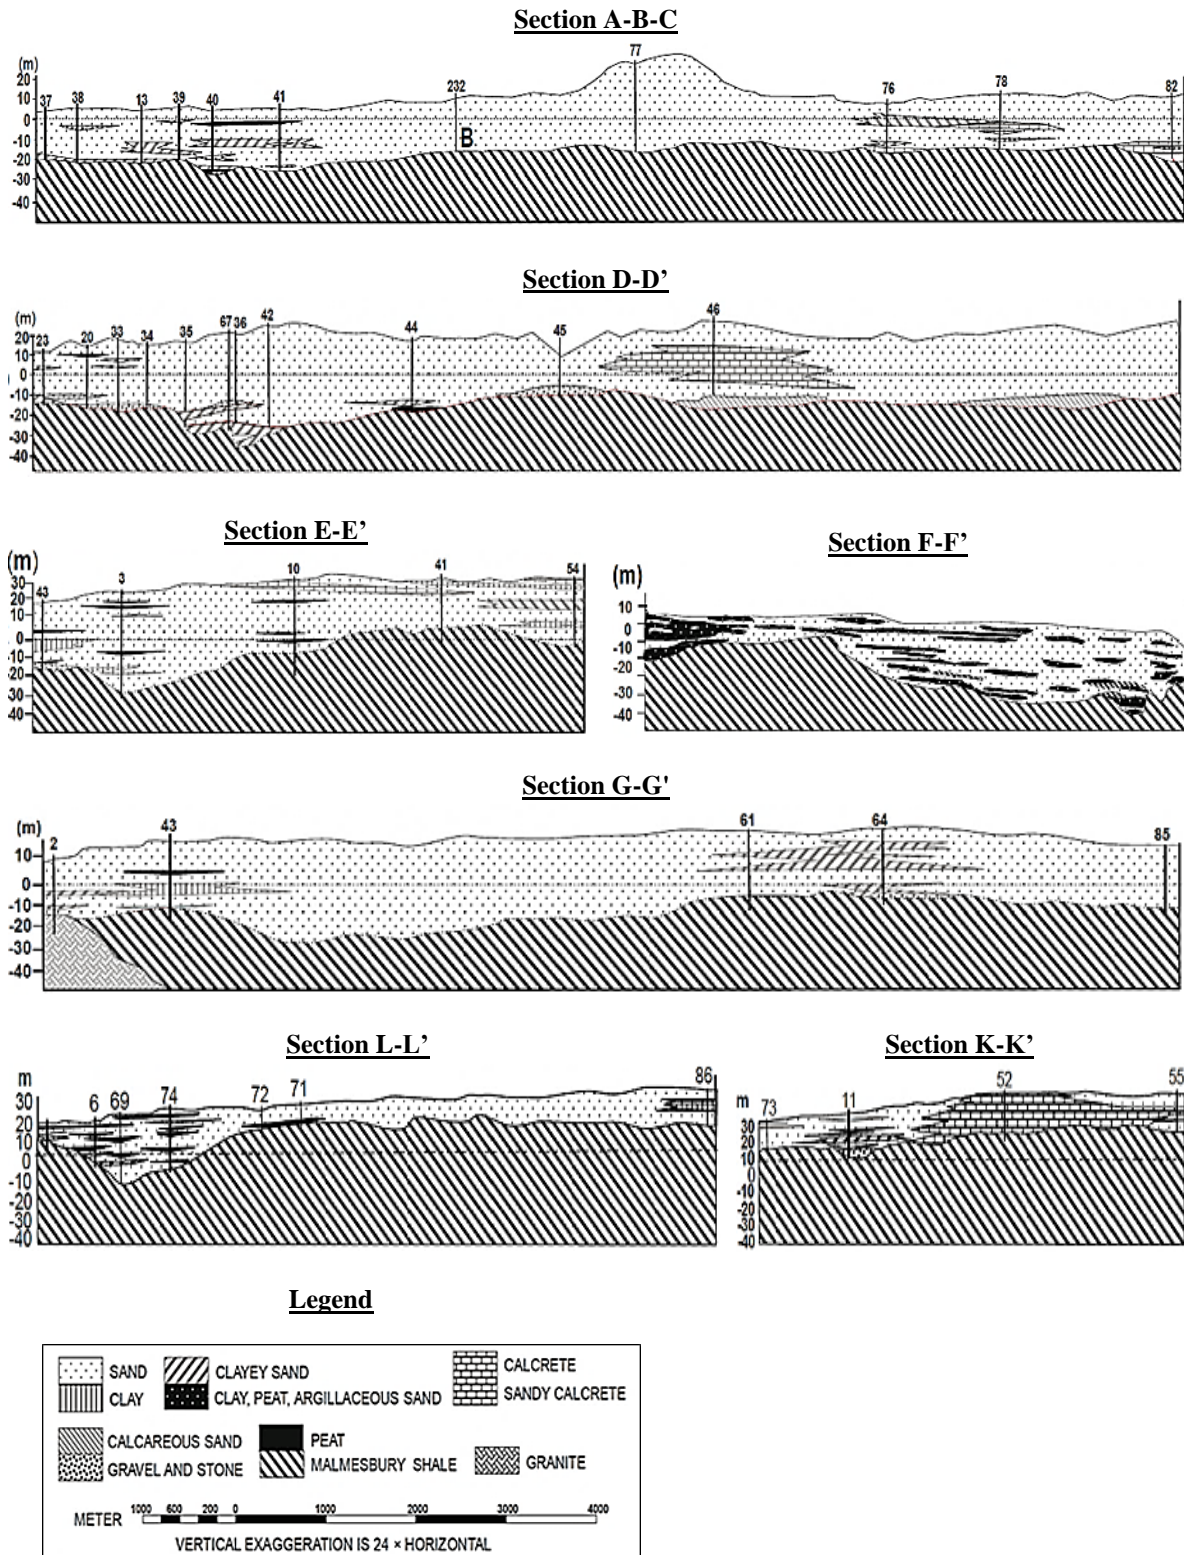 Section A-B-C
(m) 20 10 0 -10 -20 -30 -40
37 38 13 39 40 41 232 B 77 76 78 82
Section D-D’
(m) 20 10 0 -10 -20 -30 -40
23 20 33 34 35 67 36 42 44 45 46
Section E-E’
(m) 30 20 10 0 -10 -20 -30 -40
43 3 10 41 54
Section F-F’
(m) 10 0 -10 -20 -30 -40
Section G-G'
(m) 10 0 -10 -20 -30 -40
2 43 61 64 85
Section L-L’
m 30 20 10 0 -10 -20 -30 -40
6 69 74 72 71 86
Section K-K’
m 30 20 10 0 -10 -20 -30 -40
73 11 52 55
Legend
SAND CLAYEY SAND CALCRETE
CLAY CLAY, PEAT, ARGILLACEOUS SAND SANDY CALCRETE
CALCAREOUS SAND PEAT
GRAVEL AND STONE MALMESBURY SHALE GRANITE
METER 1000 600 200 0 1000 2000 3000 4000
VERTICAL EXAGGERATION IS 24 × HORIZONTAL